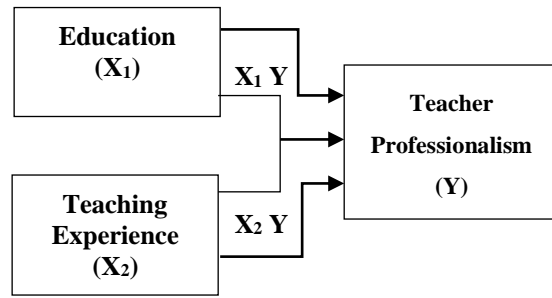 Education
(X₁)
X₁ Y
Teacher
Professionalism
(Y)
Teaching
Experience
(X₂)
X₂ Y